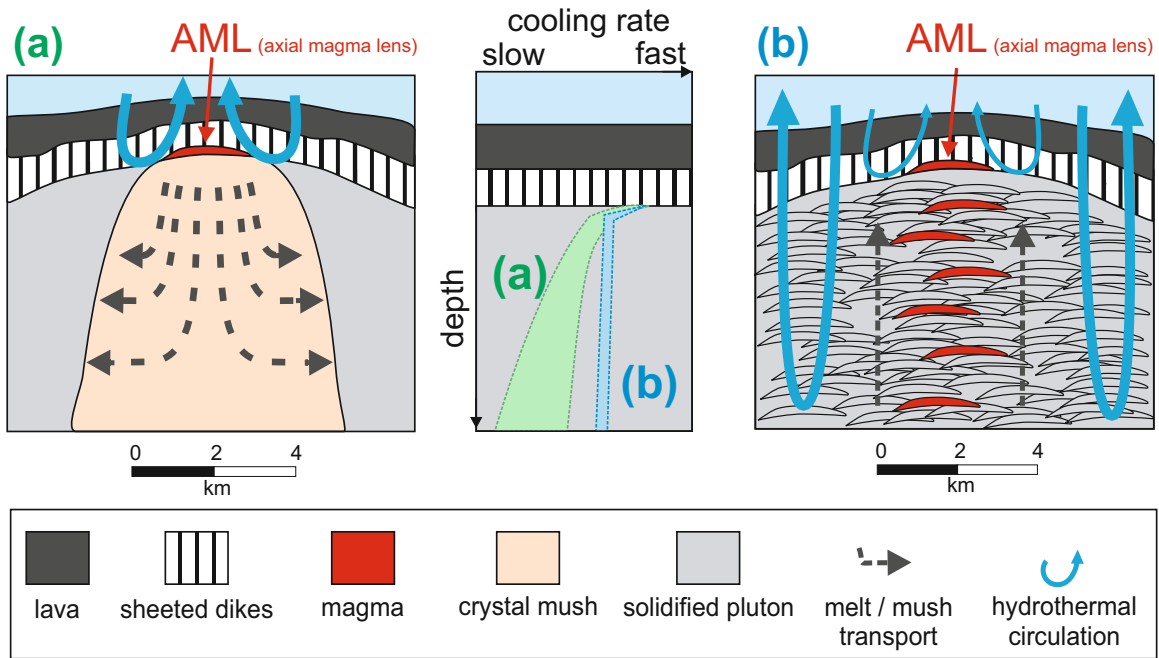 (a)
AML (axial magma lens)
0 2 4
km
cooling rate
slow fast
depth
(a)
(b)
(b)
AML (axial magma lens)
0 2 4
km
lava
sheeted dikes
magma
crystal mush
solidified pluton
melt / mush
transport
hydrothermal
circulation